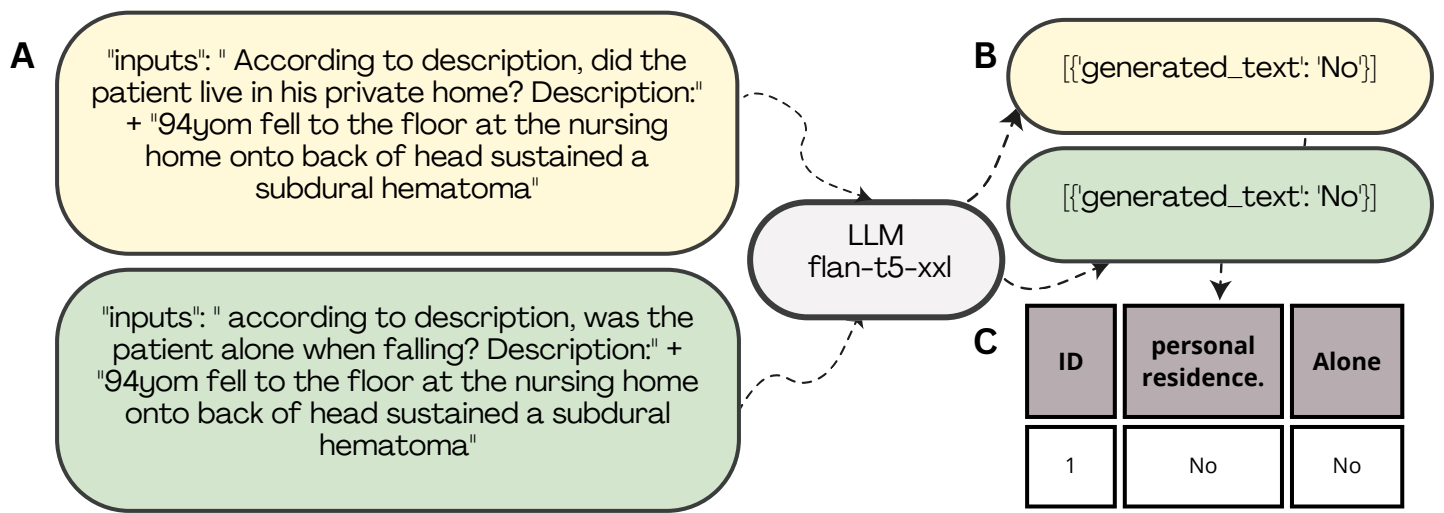 A
"inputs": " According to description, did the
patient live in his private home? Description:"
+ "94yom fell to the floor at the nursing
home onto back of head sustained a
subdural hematoma"
"inputs": " according to description, was the
patient alone when falling? Description:" +
"94yom fell to the floor at the nursing home
onto back of head sustained a subdural
hematoma"
LLM
flan-t5-xxl
B
[{'generated_text': 'No'}]
[{'generated_text': 'No'}]
C
ID
personal
residence.
Alone
1
No
No